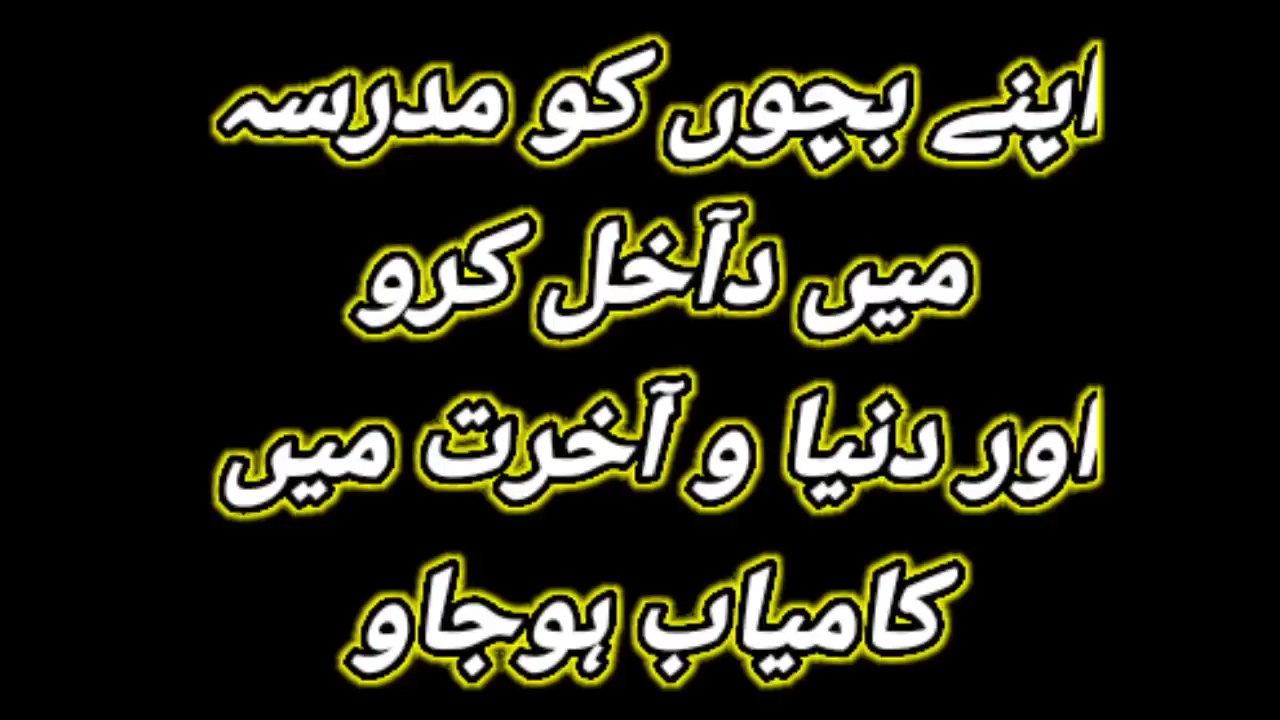 اپنے بچوں کو مدرسہ
میں دآخل کرو
اور دنیا و آخرت میں
کامیاب ہوجاو